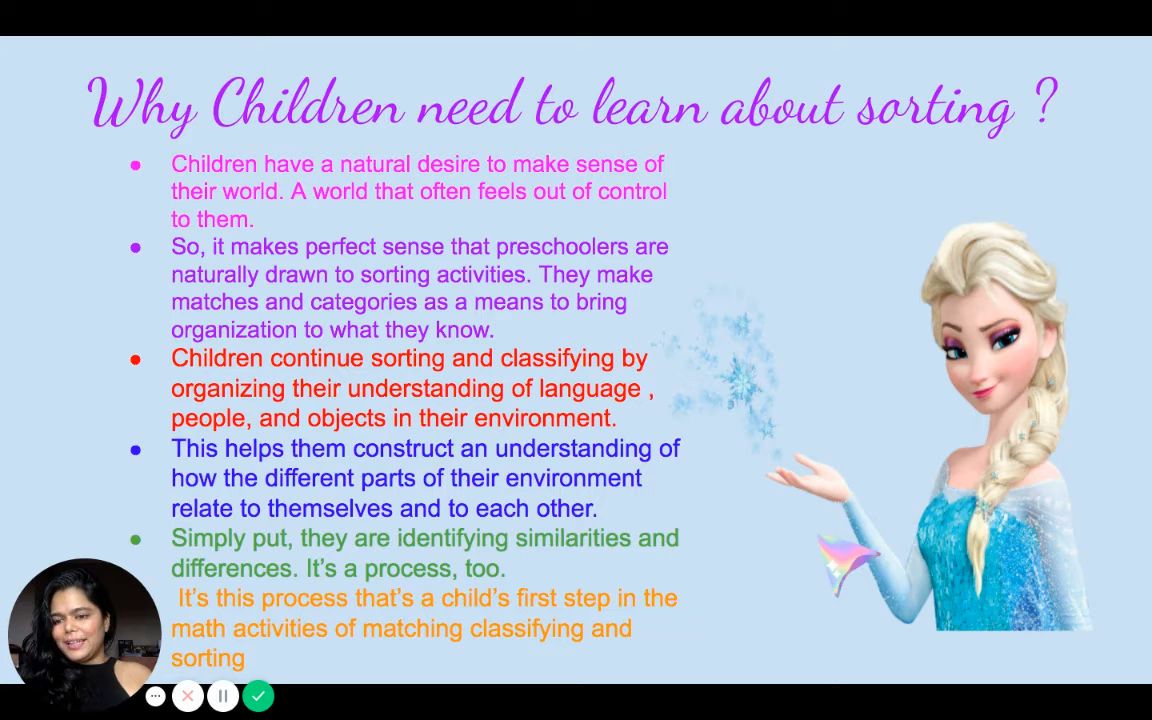 Why Children need to learn about sorting ?
● Children have a natural desire to make sense of
their world. A world that often feels out of control
to them.
● So, it makes perfect sense that preschoolers are
naturally drawn to sorting activities. They make
matches and categories as a means to bring
organization to what they know.
● Children continue sorting and classifying by
organizing their understanding of language ,
people, and objects in their environment.
● This helps them construct an understanding of
how the different parts of their environment
relate to themselves and to each other.
● Simply put, they are identifying similarities and
differences. It’s a process, too.
It’s this process that’s a child’s first step in the
math activities of matching classifying and
sorting